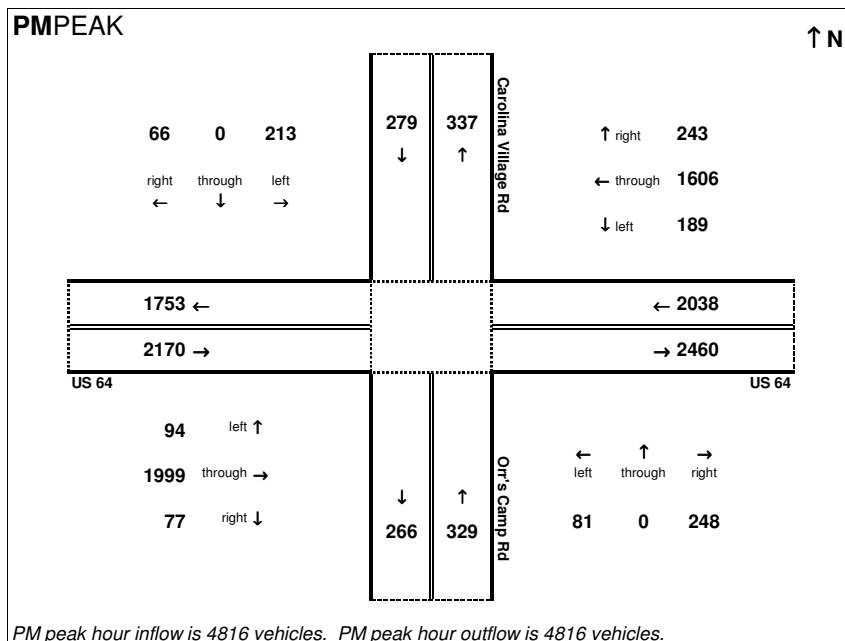 PMPEAK
↑ N
66 0 213
right through left
← ↓ →
279 337
↓ ↑
Carolina Village Rd
↑ right 243
← through 1606
↓ left 189
1753 ←
← 2038
2170 →
→ 2460
US 64
US 64
94 left ↑
1999 through →
77 right ↓
↓ ↑
266 329
Orr's Camp Rd
← ↑ →
left through right
81 0 248
PM peak hour inflow is 4816 vehicles. PM peak hour outflow is 4816 vehicles.